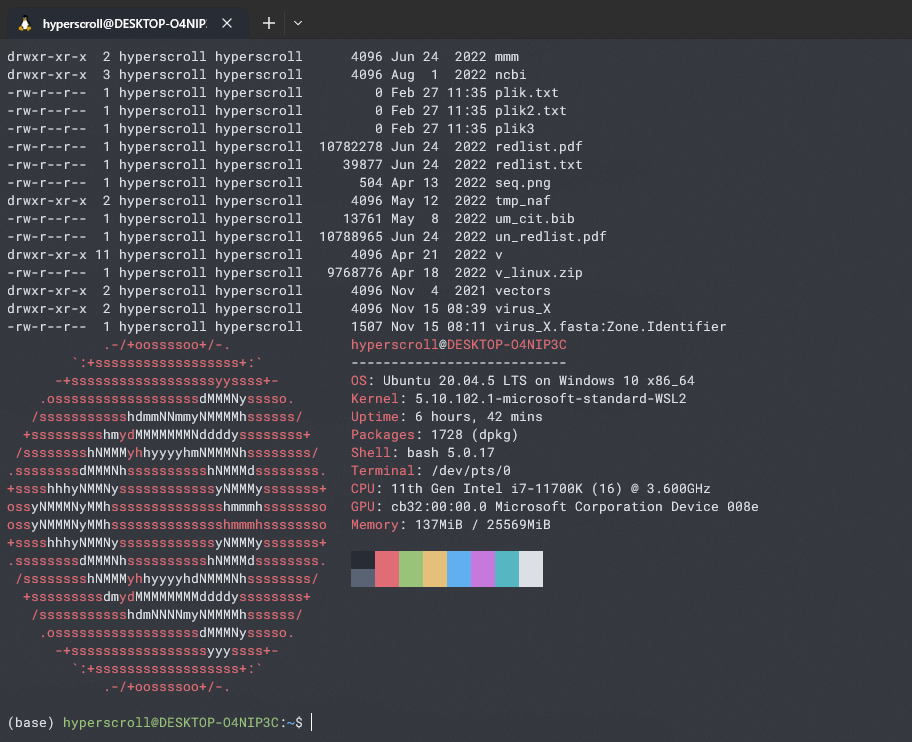 hyperscroll@DESKTOP-O4NIP
drwxr-xr-x  2 hyperscroll hyperscroll      4096 Jun 24  2022 mmm
drwxr-xr-x  3 hyperscroll hyperscroll      4096 Aug  1  2022 ncbi
-rw-r--r--  1 hyperscroll hyperscroll         0 Feb 27 11:35 plik.txt
-rw-r--r--  1 hyperscroll hyperscroll         0 Feb 27 11:35 plik2.txt
-rw-r--r--  1 hyperscroll hyperscroll         0 Feb 27 11:35 plik3
-rw-r--r--  1 hyperscroll hyperscroll  10782278 Jun 24  2022 redlist.pdf
-rw-r--r--  1 hyperscroll hyperscroll     39877 Jun 24  2022 redlist.txt
-rw-r--r--  1 hyperscroll hyperscroll       504 Apr 13  2022 seq.png
drwxr-xr-x  2 hyperscroll hyperscroll      4096 May 12  2022 tmp_naf
-rw-r--r--  1 hyperscroll hyperscroll     13761 May  8  2022 um_cit.bib
-rw-r--r--  1 hyperscroll hyperscroll  10788965 Jun 24  2022 un_redlist.pdf
drwxr-xr-x 11 hyperscroll hyperscroll      4096 Apr 21  2022 v
-rw-r--r--  1 hyperscroll hyperscroll   9768776 Apr 18  2022 v_linux.zip
drwxr-xr-x  2 hyperscroll hyperscroll      4096 Nov  4  2021 vectors
drwxr-xr-x  2 hyperscroll hyperscroll      4096 Nov 15 08:39 virus_X
-rw-r--r--  1 hyperscroll hyperscroll      1507 Nov 15 08:11 virus_X.fasta:Zone.Identifier
            .-/+oossssoo+/-.               hyperscroll@DESKTOP-O4NIP3C
        `:+ssssssssssssssssss+:`           ---------------------------
      -+ssssssssssssssssssyyssss+-         OS: Ubuntu 20.04.5 LTS on Windows 10 x86_64
    .ossssssssssssssssssdMMMNysssso.       Kernel: 5.10.102.1-microsoft-standard-WSL2
   /ssssssssssshdmmNNmmyNMMMMhssssss/      Uptime: 6 hours, 42 mins
  +ssssssssshmydMMMMMMMNddddyssssssss+     Packages: 1728 (dpkg)
 /sssssssshNMMMyhhyyyyhmNMMMNhssssssss/    Shell: bash 5.0.17
.ssssssssdMMMNhsssssssssshNMMMdssssssss.   Terminal: /dev/pts/0
+sssshhhyNMMNyssssssssssssyNMMMysssssss+   CPU: 11th Gen Intel i7-11700K (16) @ 3.600GHz
ossyNMMMNyMMhsssssssssssssshmmmhssssssso   GPU: cb32:00:00.0 Microsoft Corporation Device 008e
ossyNMMMNyMMhsssssssssssssshmmmhssssssso   Memory: 137MiB / 25569MiB
+sssshhhyNMMNyssssssssssssyNMMMysssssss+
.ssssssssdMMMNhsssssssssshNMMMdssssssss.
 /sssssssshNMMMyhhyyyyhdNMMMNhssssssss/
  +sssssssssdmydMMMMMMMMddddyssssssss+
   /ssssssssssshdmNNNNmyNMMMMhssssss/
    .ossssssssssssssssssdMMMNysssso.
      -+sssssssssssssssssyyyssss+-
        `:+ssssssssssssssssss+:`
            .-/+oossssoo+/-.
(base) hyperscroll@DESKTOP-O4NIP3C:~$